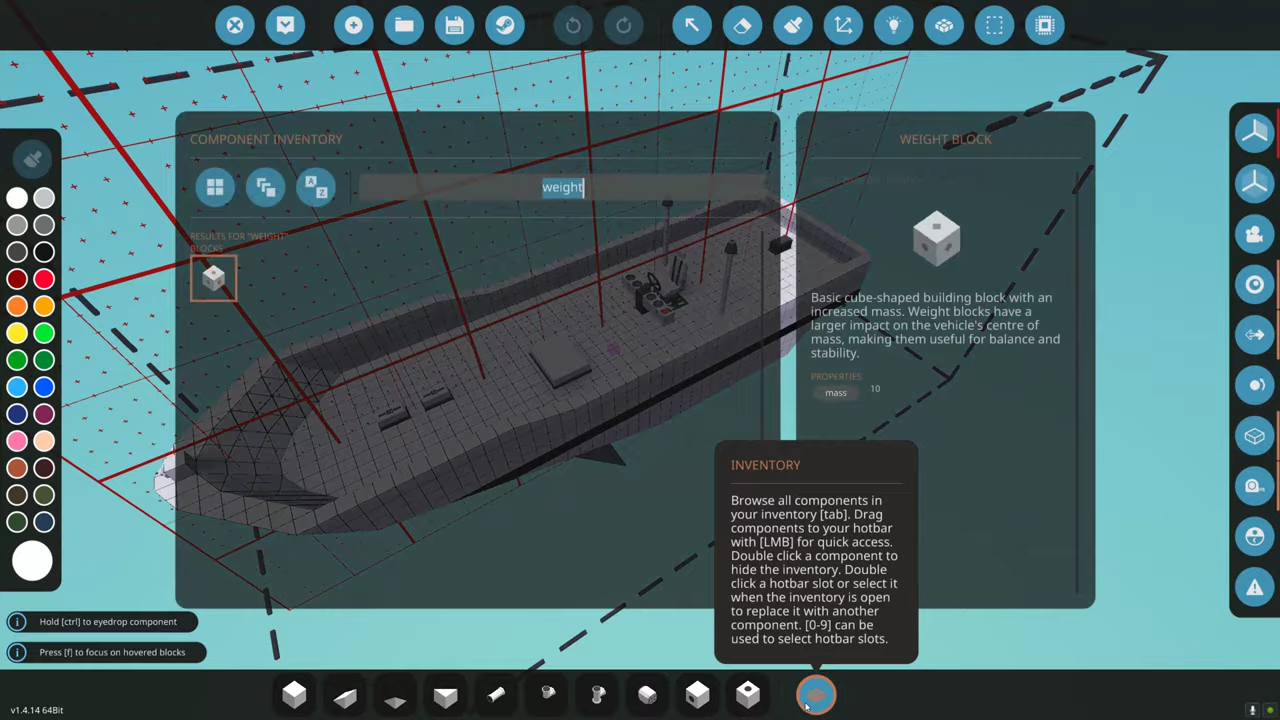 COMPONENT INVENTORY
A
Z
weight
RESULTS FOR "WEIGHT"
BLOCKS
WEIGHT BLOCK
Basic cube-shaped building block with an
increased mass. Weight blocks have a
larger impact on the vehicle's centre of
mass, making them useful for balance and
stability.
PROPERTIES
mass 10
INVENTORY
Browse all components in
your inventory [tab]. Drag
components to your hotbar
with [LMB] for quick access.
Double click a component to
hide the inventory. Double
click a hotbar slot or select it
when the inventory is open
to replace it with another
component. [0-9] can be
used to select hotbar slots.
Hold [ctrl] to eyedrop component
Press [f] to focus on hovered blocks
v1.4.14 64Bit